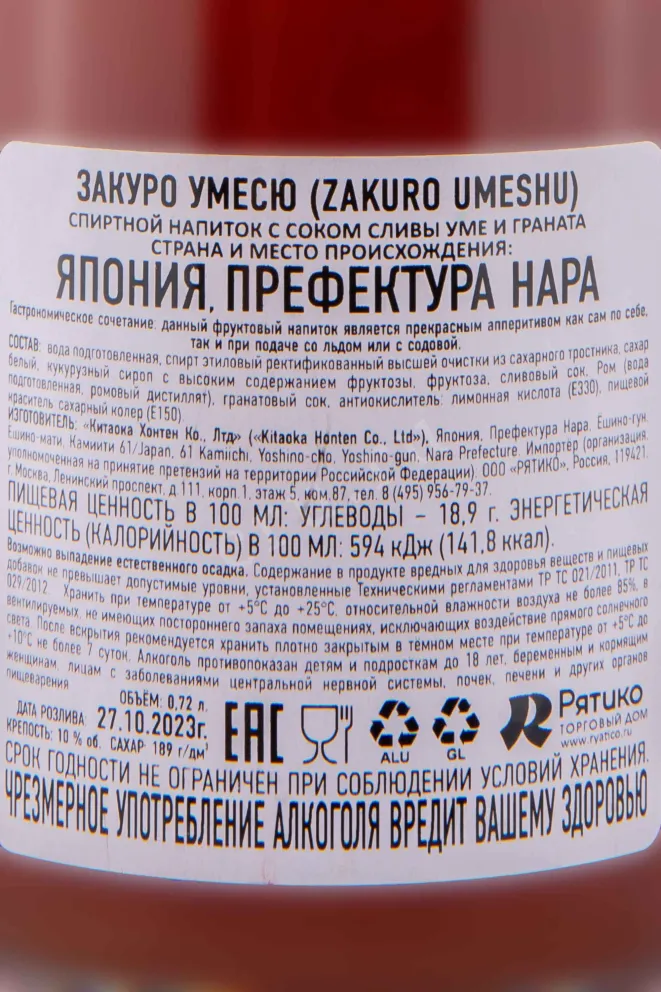 ЗАКУРО УМЕСЮ (ZAKURO UMESHU)
СПИРТНОЙ НАПИТОК С СОКОМ СЛИВЫ УМЕ И ГРАНАТА
СТРАНА И МЕСТО ПРОИСХОЖДЕНИЯ:
ЯПОНИЯ, ПРЕФЕКТУРА НАРА
Гастрономическое сочетание: данный фруктовый напиток является прекрасным апперитивом как сам по себе,
так и при подаче со льдом или с содовой.
СОСТАВ: вода подготовленная, спирт этиловый ректификованный высшей очистки из сахарного тростника, сахар
белый, кукурузный сироп с высоким содержанием фруктозы, фруктоза, сливовый сок. Ром (вода
подготовленная, ромовый дистиллят), гранатовый сок, антиокислитель: лимонная кислота (Е330), пищевой
краситель сахарный колер (Е150).
ИЗГОТОВИТЕЛЬ: «Китаока Хонтен Ко., Лтд» («Kitaoka Honten Co., Ltd»), Япония, Префектура Нара, Ёшино-гун,
Ёшино-мати, Камиити 61/Japan, 61 Kamiichi, Yoshino-cho, Yoshino-gun, Nara Prefecture. Импортёр (организация,
уполномоченная на принятие претензий на территории Российской Федерации), ООО «РЯТИКО», Россия, 119421,
г. Москва, Ленинский проспект, д 111, корп.1, этаж 5, ком.87, тел. 8 (495) 956-79-37.
ПИЩЕВАЯ ЦЕННОСТЬ В 100 МЛ: УГЛЕВОДЫ – 18,9 г. ЭНЕРГЕТИЧЕСКАЯ
ЦЕННОСТЬ (КАЛОРИЙНОСТЬ) В 100 МЛ: 594 кДж (141,8 ккал).
Возможно выпадение естественного осадка. Содержание в продукте вредных для здоровья веществ и пищевых
добавок не превышает допустимые уровни, установленные Техническими регламентами ТР ТС 021/2011, ТР ТС
029/2012. Хранить при температуре от +5°С до +25°С, относительной влажности воздуха не более 85%, в
вентилируемых, не имеющих постороннего запаха помещениях, исключающих воздействие прямого солнечного
света. После вскрытия рекомендуется хранить плотно закрытым в тёмном месте при температуре от +5°С до
+10°С не более 7 суток. Алкоголь противопоказан детям и подросткам до 18 лет, беременным и кормящим
женщинам, лицам с заболеваниями центральной нервной системы, почек, печени и других органов
пищеварения
ОБЪЁМ: 0,72 л.
ДАТА РОЗЛИВА: 27.10.2023г.
КРЕПОСТЬ: 10 % об. САХАР: 189 г/дм³
EAC
ALU
GL
РЯТИКО
ТОРГОВЫЙ ДОМ
www.ryatico.ru
СРОК ГОДНОСТИ НЕ ОГРАНИЧЕН ПРИ СОБЛЮДЕНИИ УСЛОВИЙ ХРАНЕНИЯ.
ЧРЕЗМЕРНОЕ УПОТРЕБЛЕНИЕ АЛКОГОЛЯ ВРЕДИТ ВАШЕМУ ЗДОРОВЬЮ